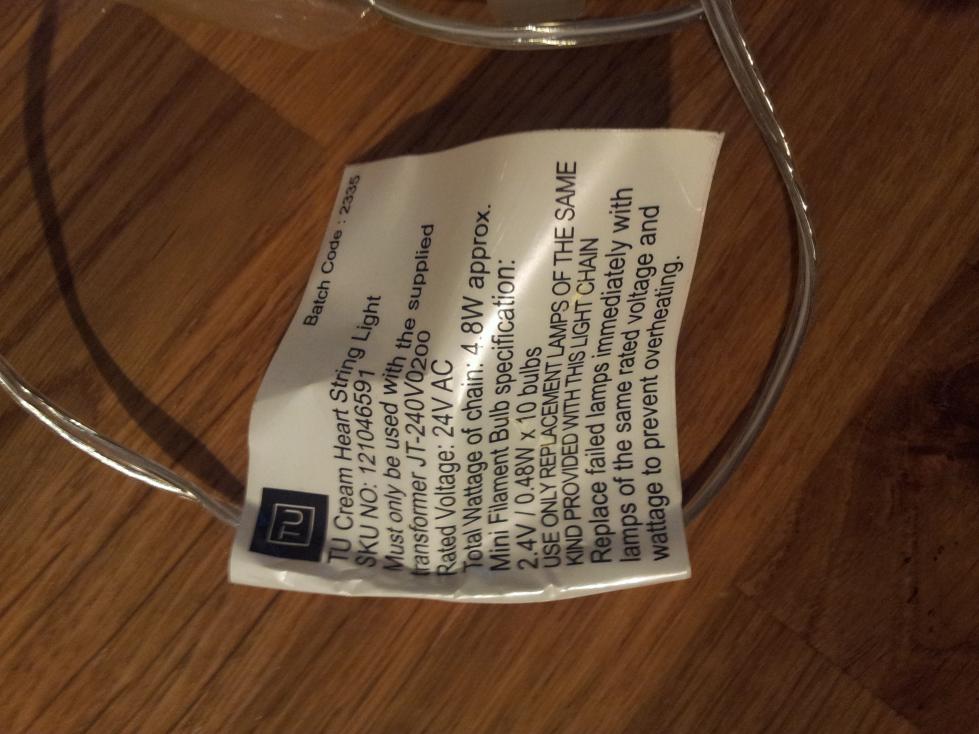 Batch Code : 2335
TU
TU Cream Heart String Light
SKU NO: 121046591
Must only be used with the supplied
transformer JT-240V0200
Rated Voltage: 24V AC
Total Wattage of chain: 4.8W approx.
Mini Filament Bulb specification:
2.4V / 0.48W x 10 bulbs
USE ONLY REPLACEMENT LAMPS OF THE SAME
KIND PROVIDED WITH THIS LIGHT CHAIN
Replace failed lamps immediately with
lamps of the same rated voltage and
wattage to prevent overheating.